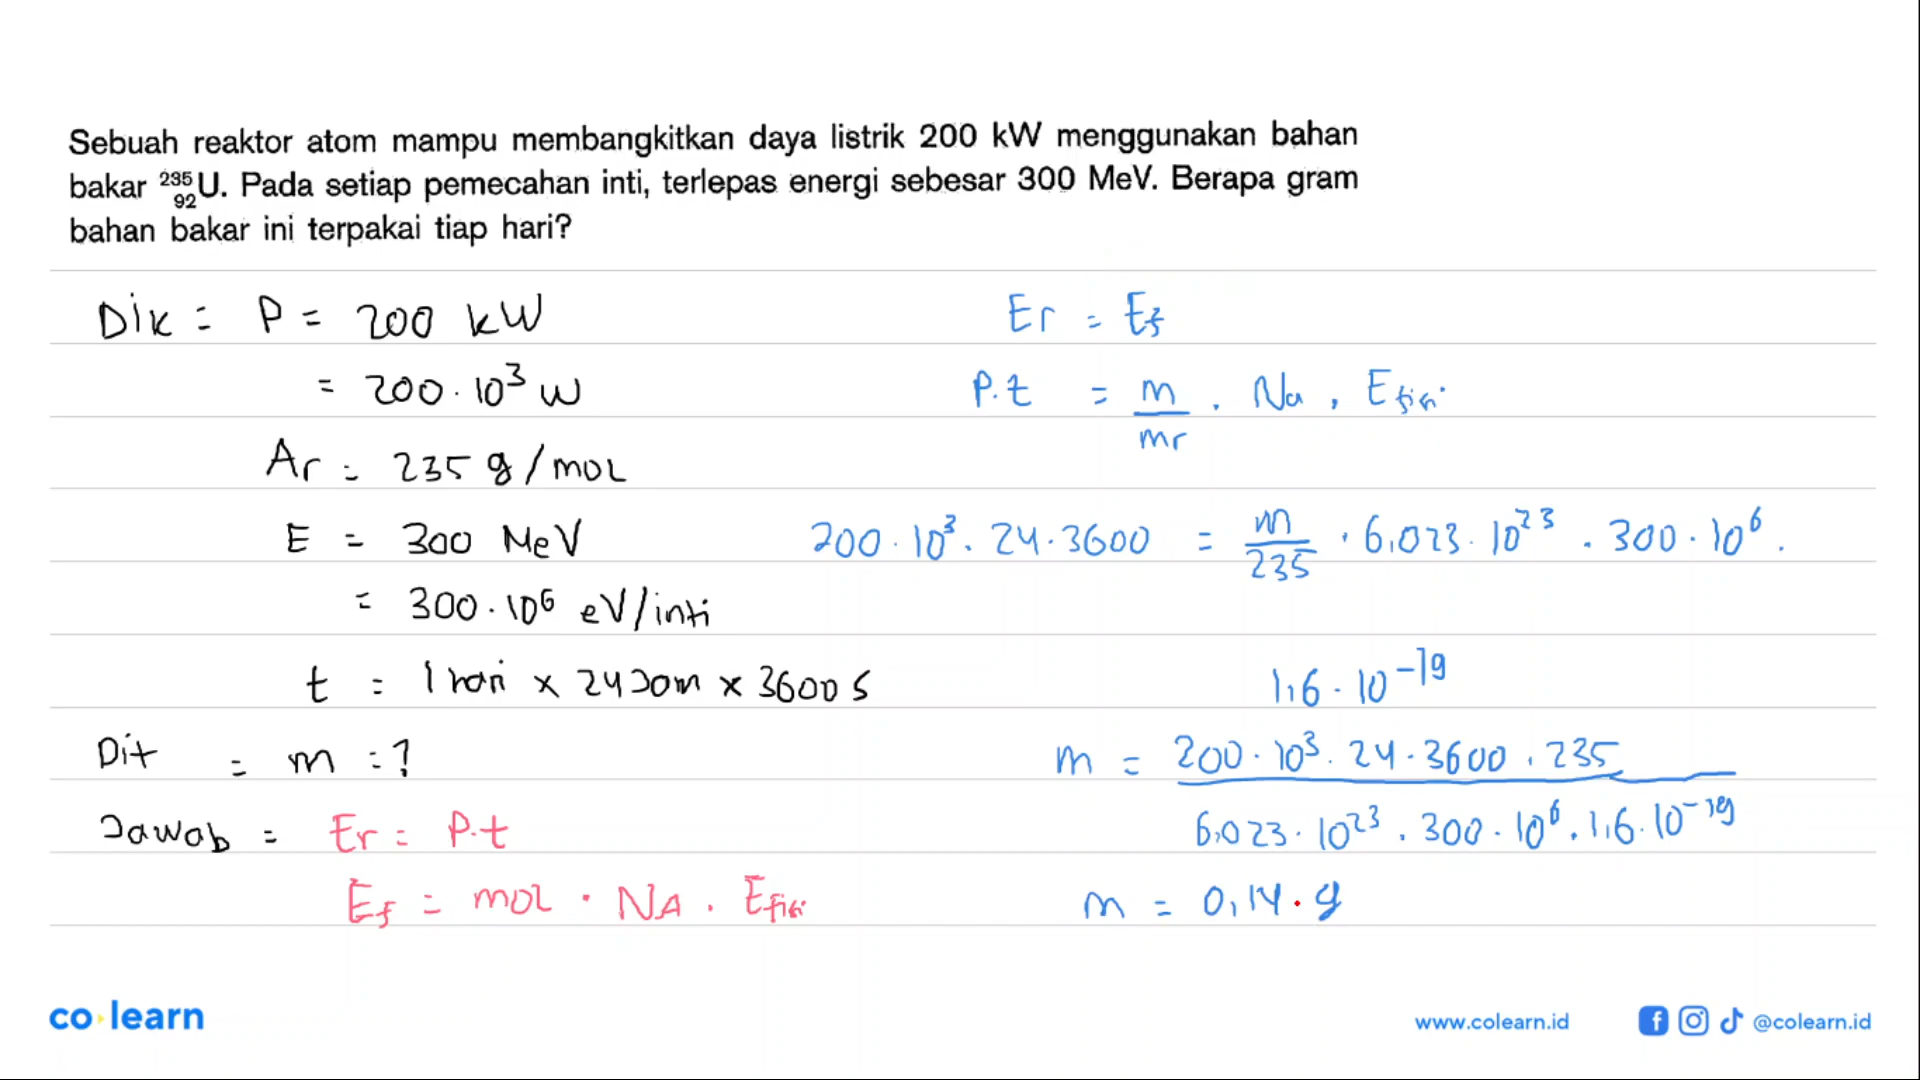 Sebuah reaktor atom mampu membangkitkan daya listrik 200 kW menggunakan bahan
bakar ²³⁵₉₂U. Pada setiap pemecahan inti, terlepas energi sebesar 300 MeV. Berapa gram
bahan bakar ini terpakai tiap hari?
Dik = P = 200 kW
= 200 . 10³ W
Ar = 235 g/mol
E = 300 MeV
= 300 . 10⁶ eV/inti
t = 1 hari x 24 jam x 3600 s
Dit = m = ?
Jawab = Er = P.t
Ef = mol . NA . Efisi
Er = Ef
P.t = m/mr . Na . Efisi
200 . 10³ . 24 . 3600 = m/235 . 6,023 . 10²³ . 300 . 10⁶ .
1,6 . 10⁻¹⁹
m = 200 . 10³ . 24 . 3600 . 235
6,023 . 10²³ . 300 . 10⁶ . 1,6 . 10⁻¹⁹
m = 0,14 . g
co learn
www.colearn.id @colearn.id